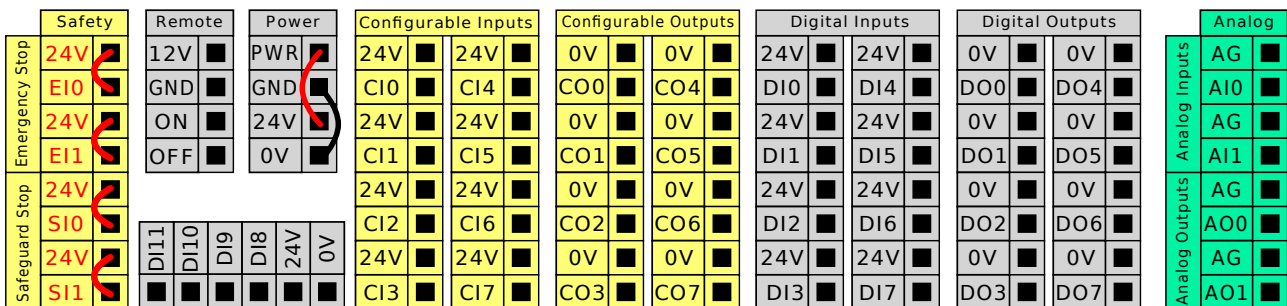 Safety
Emergency Stop
24V
EI0
24V
EI1
Safeguard Stop
24V
SI0
24V
SI1
Remote
12V
GND
ON
OFF
Power
PWR
GND
24V
0V
DI11
DI10
DI9
DI8
24V
0V
Configurable Inputs
24V 24V
CI0 CI4
24V 24V
CI1 CI5
24V 24V
CI2 CI6
24V 24V
CI3 CI7
Configurable Outputs
0V 0V
CO0 CO4
0V 0V
CO1 CO5
0V 0V
CO2 CO6
0V 0V
CO3 CO7
Digital Inputs
24V 24V
DI0 DI4
24V 24V
DI1 DI5
24V 24V
DI2 DI6
24V 24V
DI3 DI7
Digital Outputs
0V 0V
DO0 DO4
0V 0V
DO1 DO5
0V 0V
DO2 DO6
0V 0V
DO3 DO7
Analog
Analog Inputs
AG
AI0
AG
AI1
Analog Outputs
AG
AO0
AG
AO1